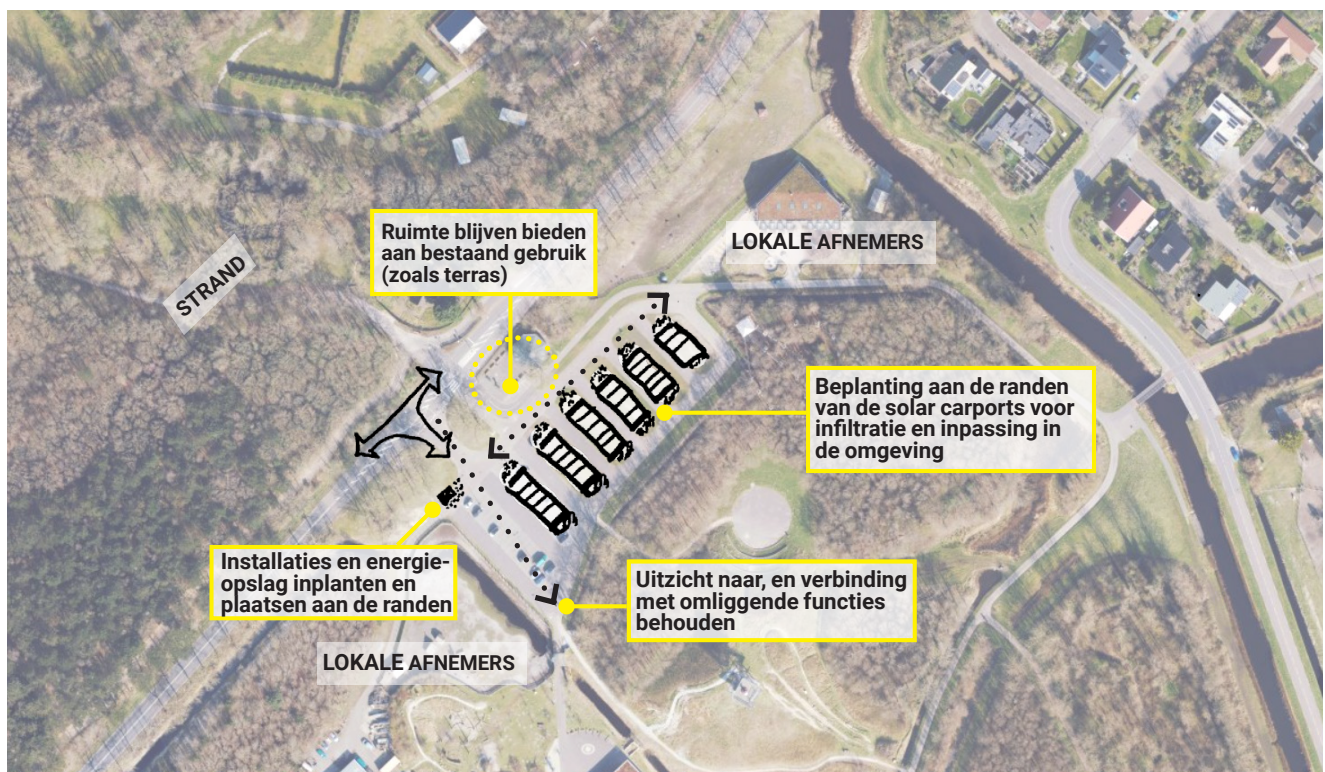 Ruimte blijven bieden
aan bestaand gebruik
(zoals terras)
LOKALE AFNEMERS
STRAND
Beplanting aan de randen
van de solar carports voor
infiltratie en inpassing in
de omgeving
Installaties en energie-
opslag inplanten en
plaatsen aan de randen
Uitzicht naar, en verbinding
met omliggende functies
behouden
LOKALE AFNEMERS